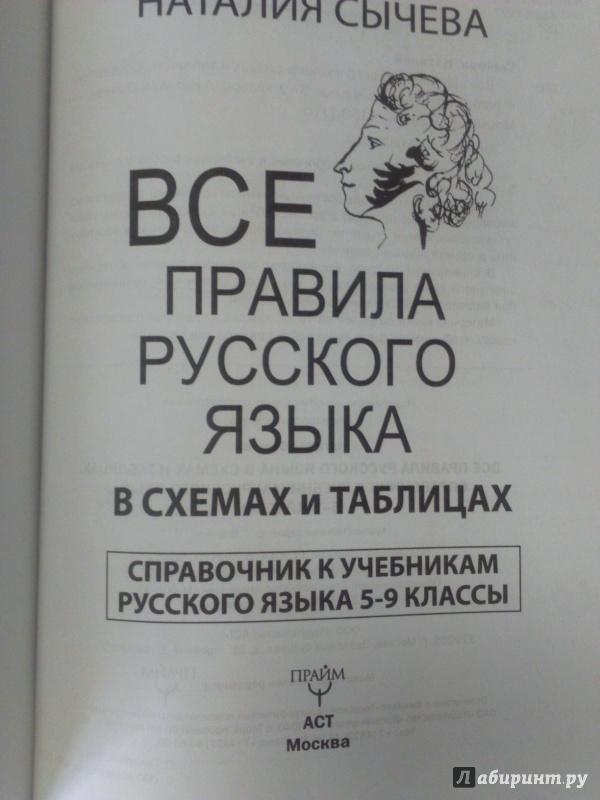 НАТАЛИЯ СЫЧЕВА
ВСЕ
ПРАВИЛА
РУССКОГО
ЯЗЫКА
В СХЕМАХ и ТАБЛИЦАХ
СПРАВОЧНИК К УЧЕБНИКАМ
РУССКОГО ЯЗЫКА 5-9 КЛАССЫ
ПРАЙМ
АСТ
Москва
Лабиринт.ру